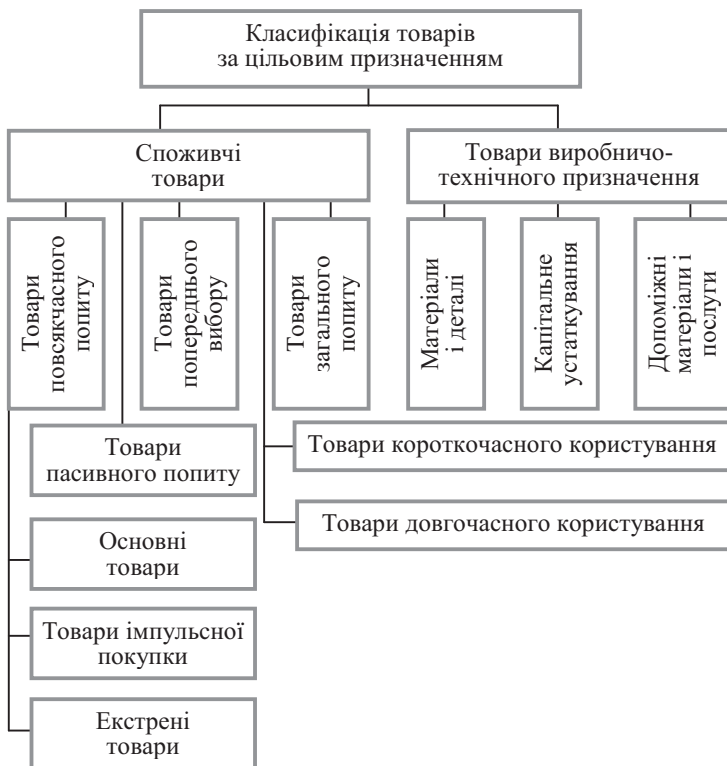 Класифікація товарів
за цільовим призначенням
Споживчі
товари
Товари виробничо-
технічного призначення
Товари
повсякчасного
попиту
Товари
попереднього
вибору
Товари
загального
попиту
Матеріали
і деталі
Капітальне
устаткування
Допоміжні
матеріали і
послуги
Товари
пасивного попиту
Товари короткочасного користування
Товари довгочасного користування
Основні
товари
Товари імпульсної
покупки
Екстрені
товари